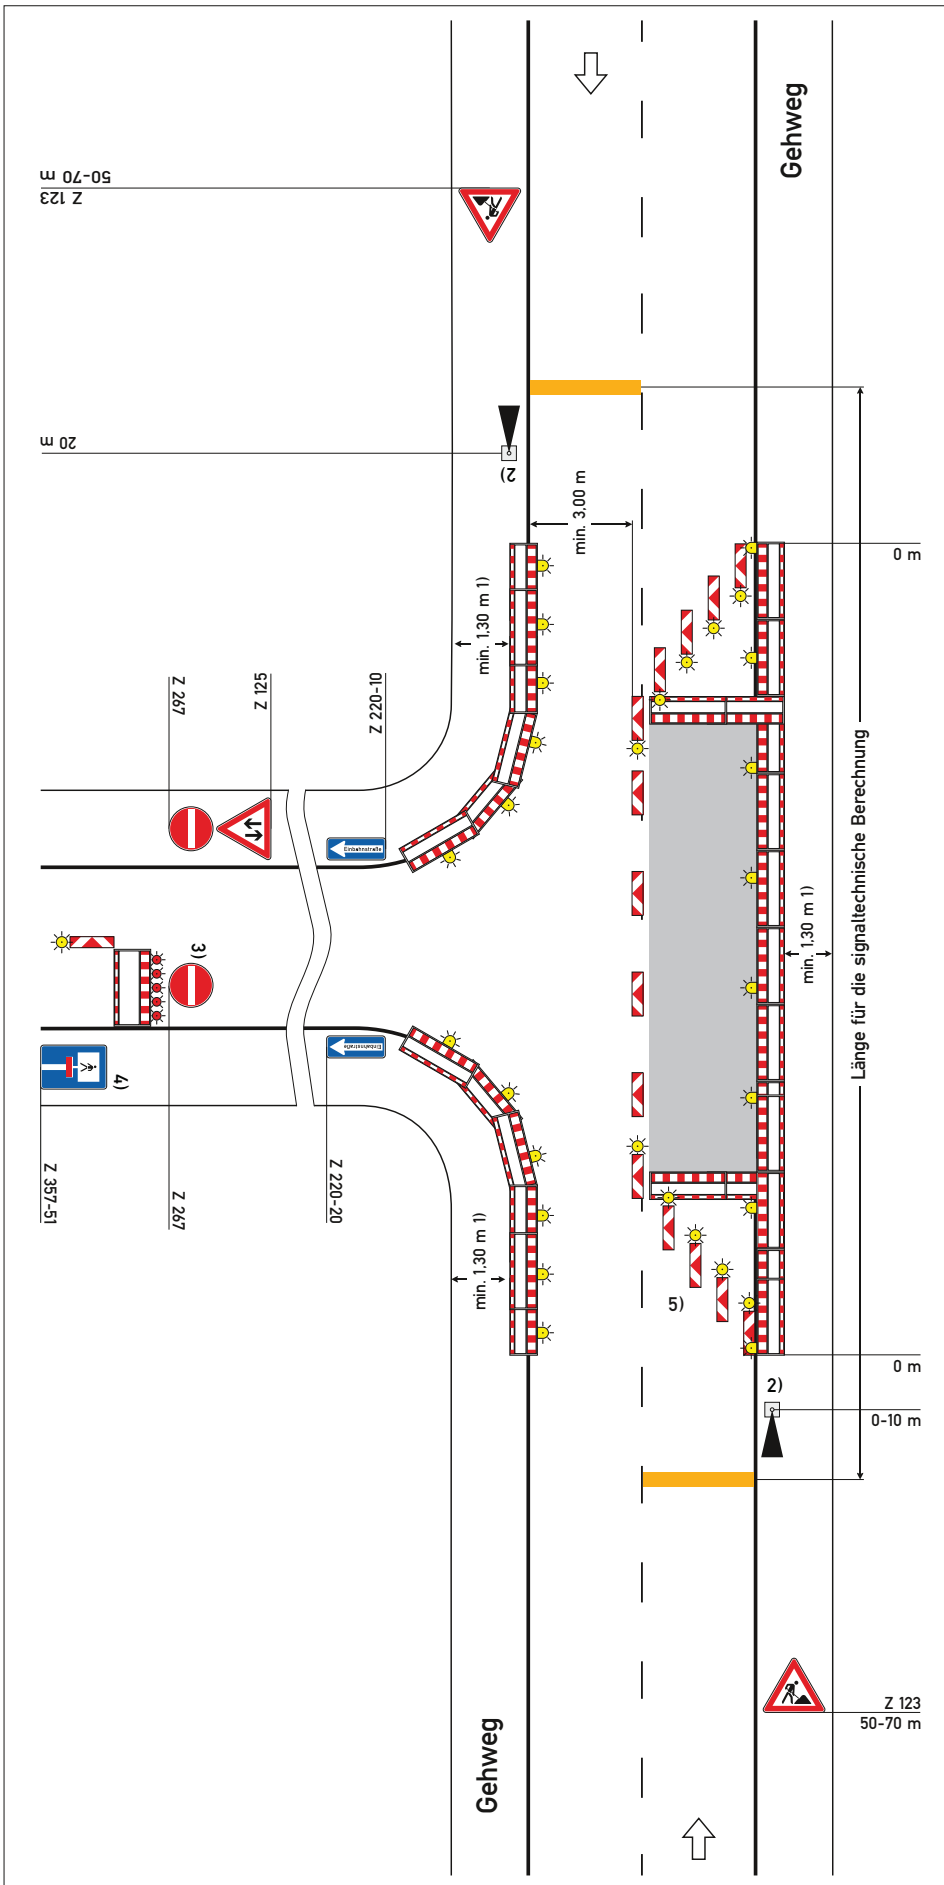 Gehweg
50-70 m
Z 123
20 m
2)
min. 3,00 m
0 m
min. 1,30 m 1)
Z 267
Z 125
Z 220-10
Einbahnstraße
Länge für die signaltechnische Berechnung
min. 1,30 m 1)
3)
4)
Einbahnstraße
Z 357-51
Z 267
Z 220-20
min. 1,30 m 1)
5)
0 m
2)
0-10 m
Z 123
50-70 m
Gehweg